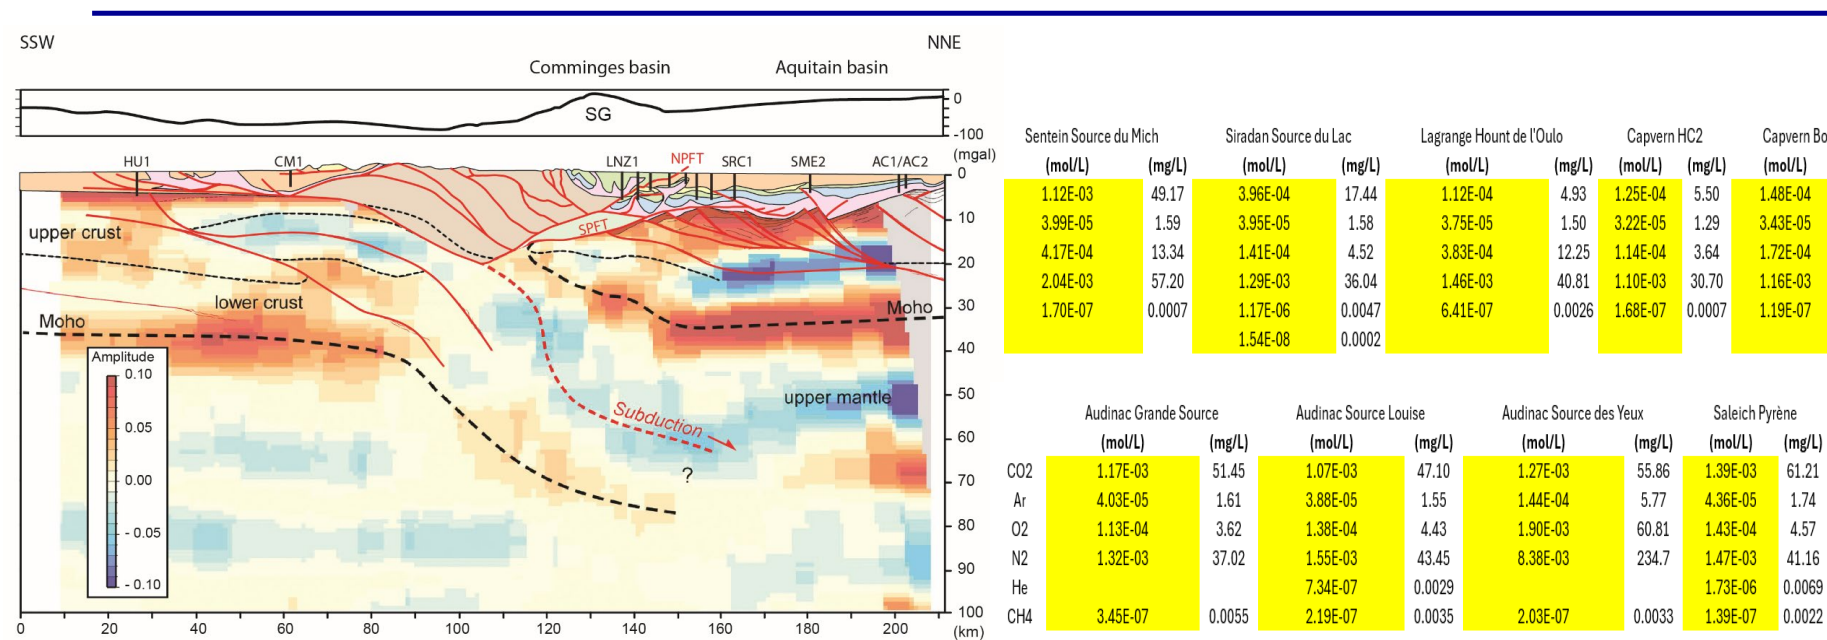 SSW NNE
Comminges basin Aquitain basin
SG
0
-100
(mgal)
HU1 CM1 LNZ1 NPFT SRC1 SME2 AC1/AC2
0
SPFT
10
upper crust
20
lower crust
30
Moho Moho
40
Amplitude
0.10
0.05
0.00
- 0.05
- 0.10
50
upper mantle
Subduction
60
?
70
80
90
100
0 20 40 60 80 100 120 140 160 180 200 (km)
Sentein Source du Mich Siradan Source du Lac Lagrange Hount de l'Oulo Capvern HC2 Capvern Bo
(mol/L) (mg/L) (mol/L) (mg/L) (mol/L) (mg/L) (mol/L) (mg/L) (mol/L)
1.12E-03 49.17 3.96E-04 17.44 1.12E-04 4.93 1.25E-04 5.50 1.48E-04
3.99E-05 1.59 3.95E-05 1.58 3.75E-05 1.50 3.22E-05 1.29 3.43E-05
4.17E-04 13.34 1.41E-04 4.52 3.83E-04 12.25 1.14E-04 3.64 1.72E-04
2.04E-03 57.20 1.29E-03 36.04 1.46E-03 40.81 1.10E-03 30.70 1.16E-03
1.70E-07 0.0007 1.17E-06 0.0047 6.41E-07 0.0026 1.68E-07 0.0007 1.19E-07
1.54E-08 0.0002
Audinac Grande Source Audinac Source Louise Audinac Source des Yeux Saleich Pyrène
(mol/L) (mg/L) (mol/L) (mg/L) (mol/L) (mg/L) (mol/L) (mg/L)
CO2 1.17E-03 51.45 1.07E-03 47.10 1.27E-03 55.86 1.39E-03 61.21
Ar 4.03E-05 1.61 3.88E-05 1.55 1.44E-04 5.77 4.36E-05 1.74
O2 1.13E-04 3.62 1.38E-04 4.43 1.90E-03 60.81 1.43E-04 4.57
N2 1.32E-03 37.02 1.55E-03 43.45 8.38E-03 234.7 1.47E-03 41.16
He 7.34E-07 0.0029 1.73E-06 0.0069
CH4 3.45E-07 0.0055 2.19E-07 0.0035 2.03E-07 0.0033 1.39E-07 0.0022